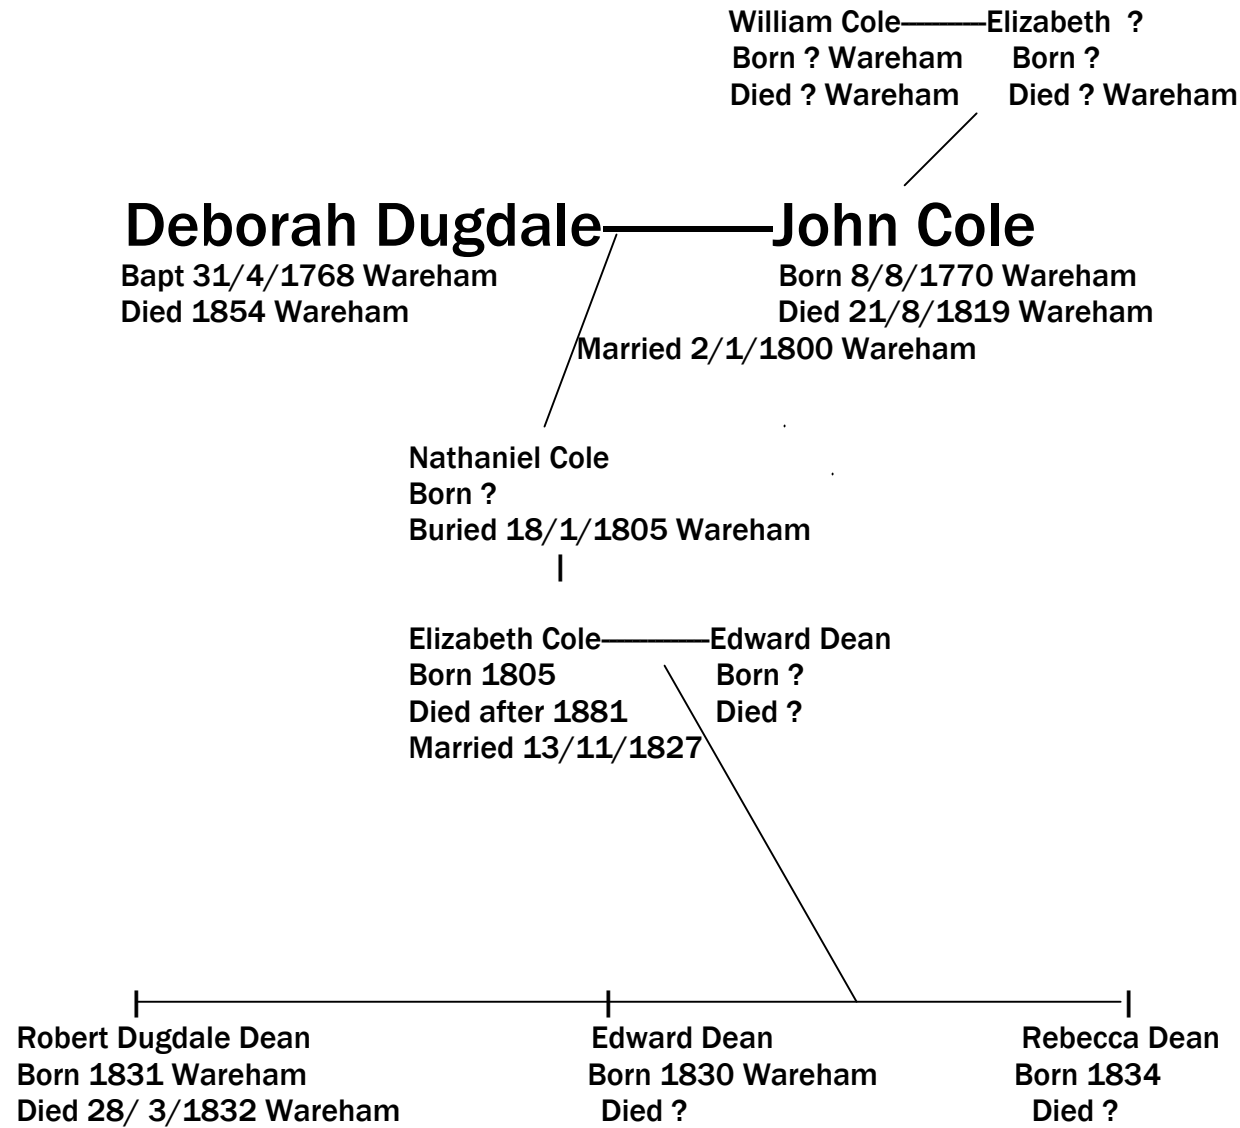 William Cole Elizabeth ?
Born ? Wareham Born ?
Died ? Wareham Died ? Wareham
Deborah Dugdale John Cole
Bapt 31/4/1768 Wareham Born 8/8/1770 Wareham
Died 1854 Wareham Died 21/8/1819 Wareham
Married 2/1/1800 Wareham
Nathaniel Cole
Born ?
Buried 18/1/1805 Wareham
Elizabeth Cole Edward Dean
Born 1805 Born ?
Died after 1881 Died ?
Married 13/11/1827
Robert Dugdale Dean Edward Dean Rebecca Dean
Born 1831 Wareham Born 1830 Wareham Born 1834
Died 28/ 3/1832 Wareham Died ? Died ?